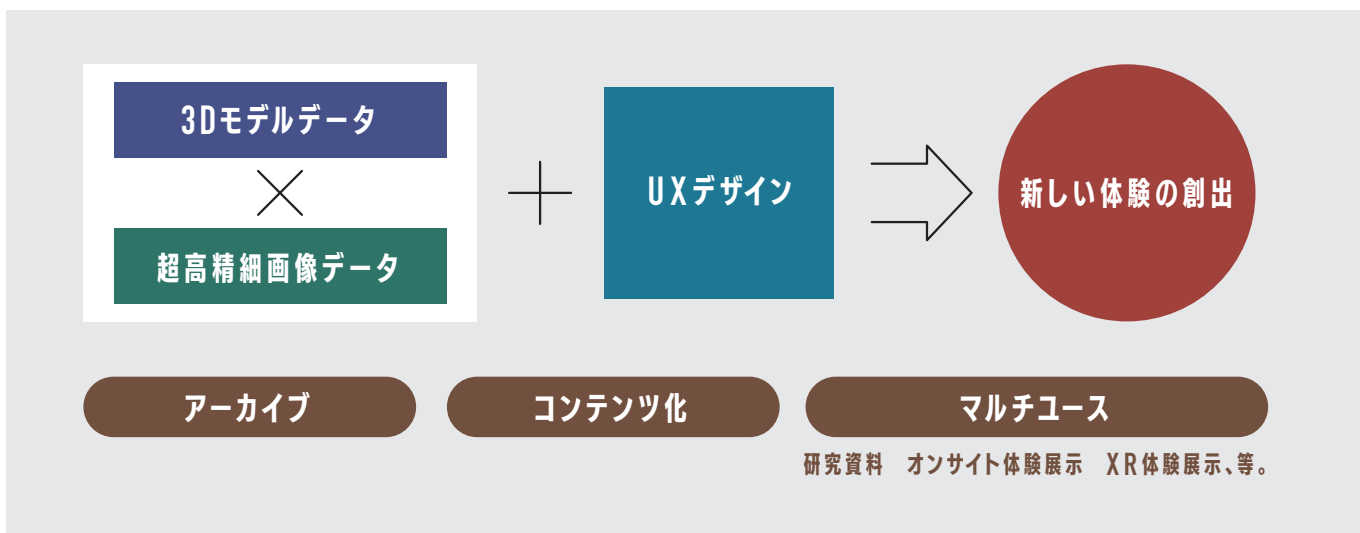 3Dモデルデータ
超高精細画像データ
UXデザイン
新しい体験の創出
アーカイブ
コンテンツ化
マルチユース
研究資料　オンサイト体験展示　XR体験展示、等。